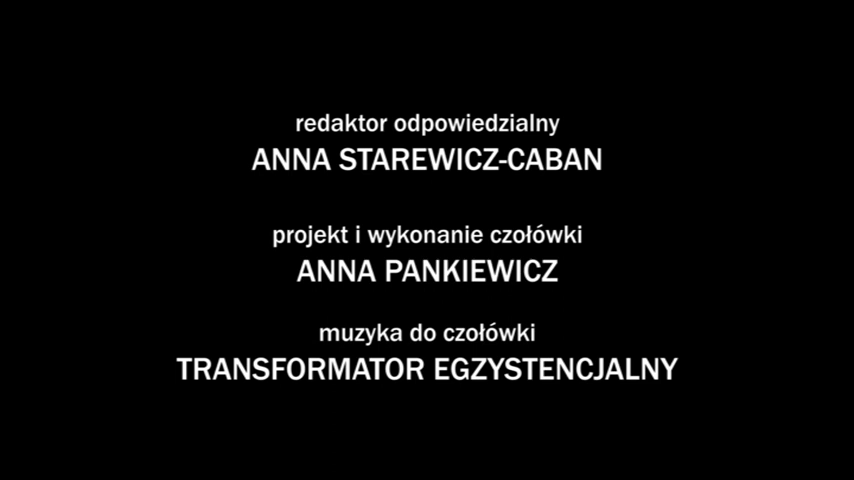 redaktor odpowiedzialny
ANNA STAREWICZ-CABAN
projekt i wykonanie czołówki
ANNA PANKIEWICZ
muzyka do czołówki
TRANSFORMATOR EGZYSTENCJALNY